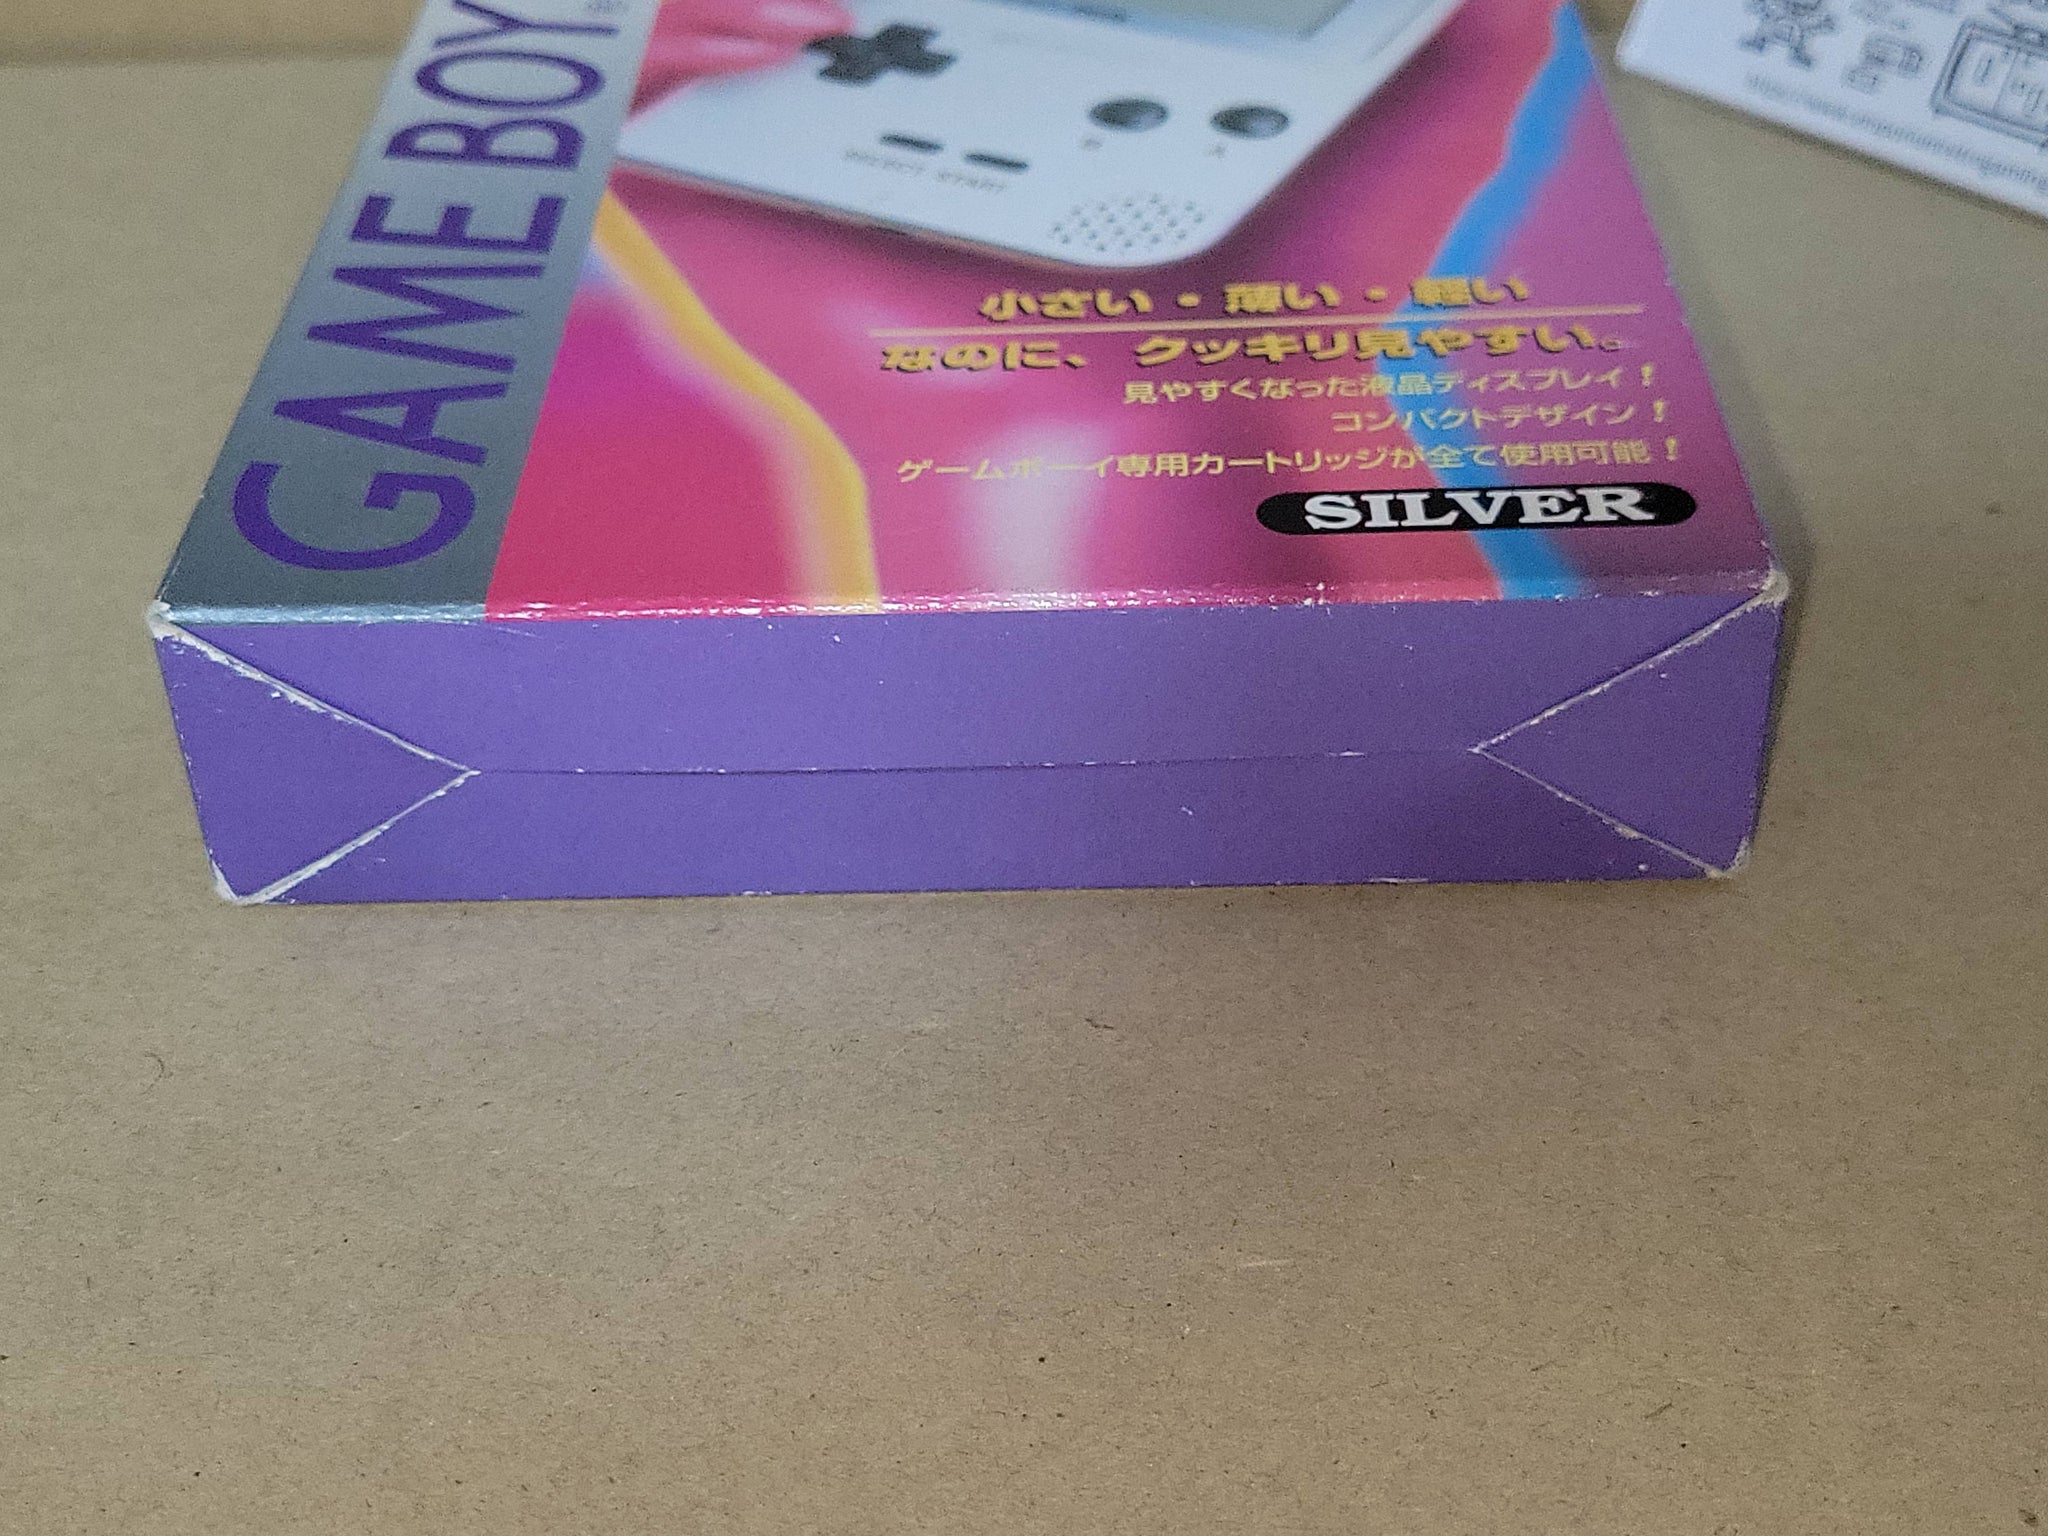 GAME BOY
SELECT START
B A
小さい・薄い・軽い
なのに、クッキリ見やすい。
見やすくなった液晶ディスプレイ！
コンパクトデザイン！
ゲームボーイ専用カートリッジが全て使用可能！
SILVER